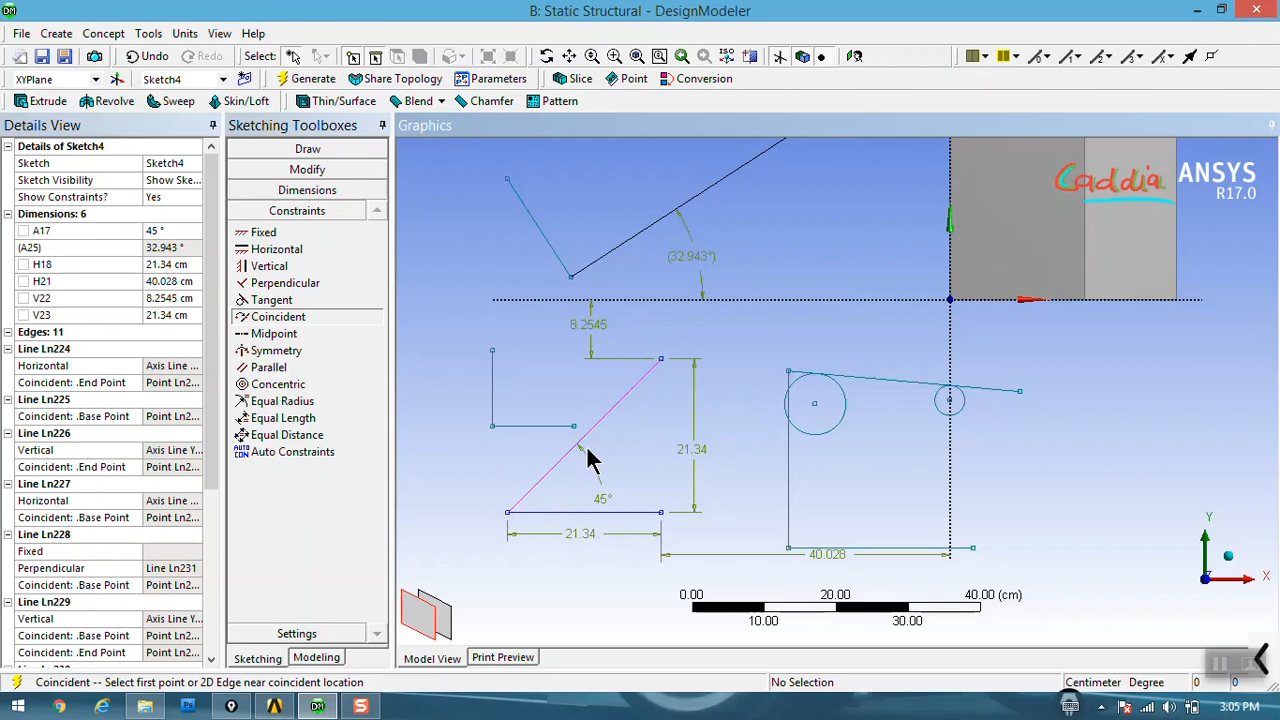 B: Static Structural - DesignModeler
File Create Concept Tools Units View Help
Undo Redo Select:
XYPlane Sketch4 Generate Share Topology Parameters Slice Point Conversion
Extrude Revolve Sweep Skin/Loft Thin/Surface Blend Chamfer Pattern
Details View
Details of Sketch4
Sketch Sketch4
Sketch Visibility Show Ske...
Show Constraints? Yes
Dimensions: 6
A17 45 °
(A25) 32.943 °
H18 21.34 cm
H21 40.028 cm
V22 8.2545 cm
V23 21.34 cm
Edges: 11
Line Ln224
Horizontal Axis Line ...
Coincident: .End Point Point Ln2...
Line Ln225
Coincident: .Base Point Point Ln2...
Line Ln226
Vertical Axis Line Y...
Coincident: .End Point Point Ln2...
Line Ln227
Horizontal Axis Line ...
Coincident: .Base Point Point Ln2...
Line Ln228
Fixed
Perpendicular Line Ln231
Coincident: .Base Point Point Ln2...
Line Ln229
Vertical Axis Line ...
Coincident: .Base Point Point Ln2...
Coincident: .End Point Point Ln2...
Sketching Toolboxes
Draw
Modify
Dimensions
Constraints
Fixed
Horizontal
Vertical
Perpendicular
Tangent
Coincident
Midpoint
Symmetry
Parallel
Concentric
Equal Radius
Equal Length
Equal Distance
AUTO CON Auto Constraints
Settings
Sketching Modeling
Graphics
Caddia ANSYS
R17.0
(32.943°)
8.2545
21.34
45°
21.34
40.028
Y
X
0.00 20.00 40.00 (cm)
10.00 30.00
Model View Print Preview
Coincident -- Select first point or 2D Edge near coincident location No Selection Centimeter Degree 0 0
3:05 PM